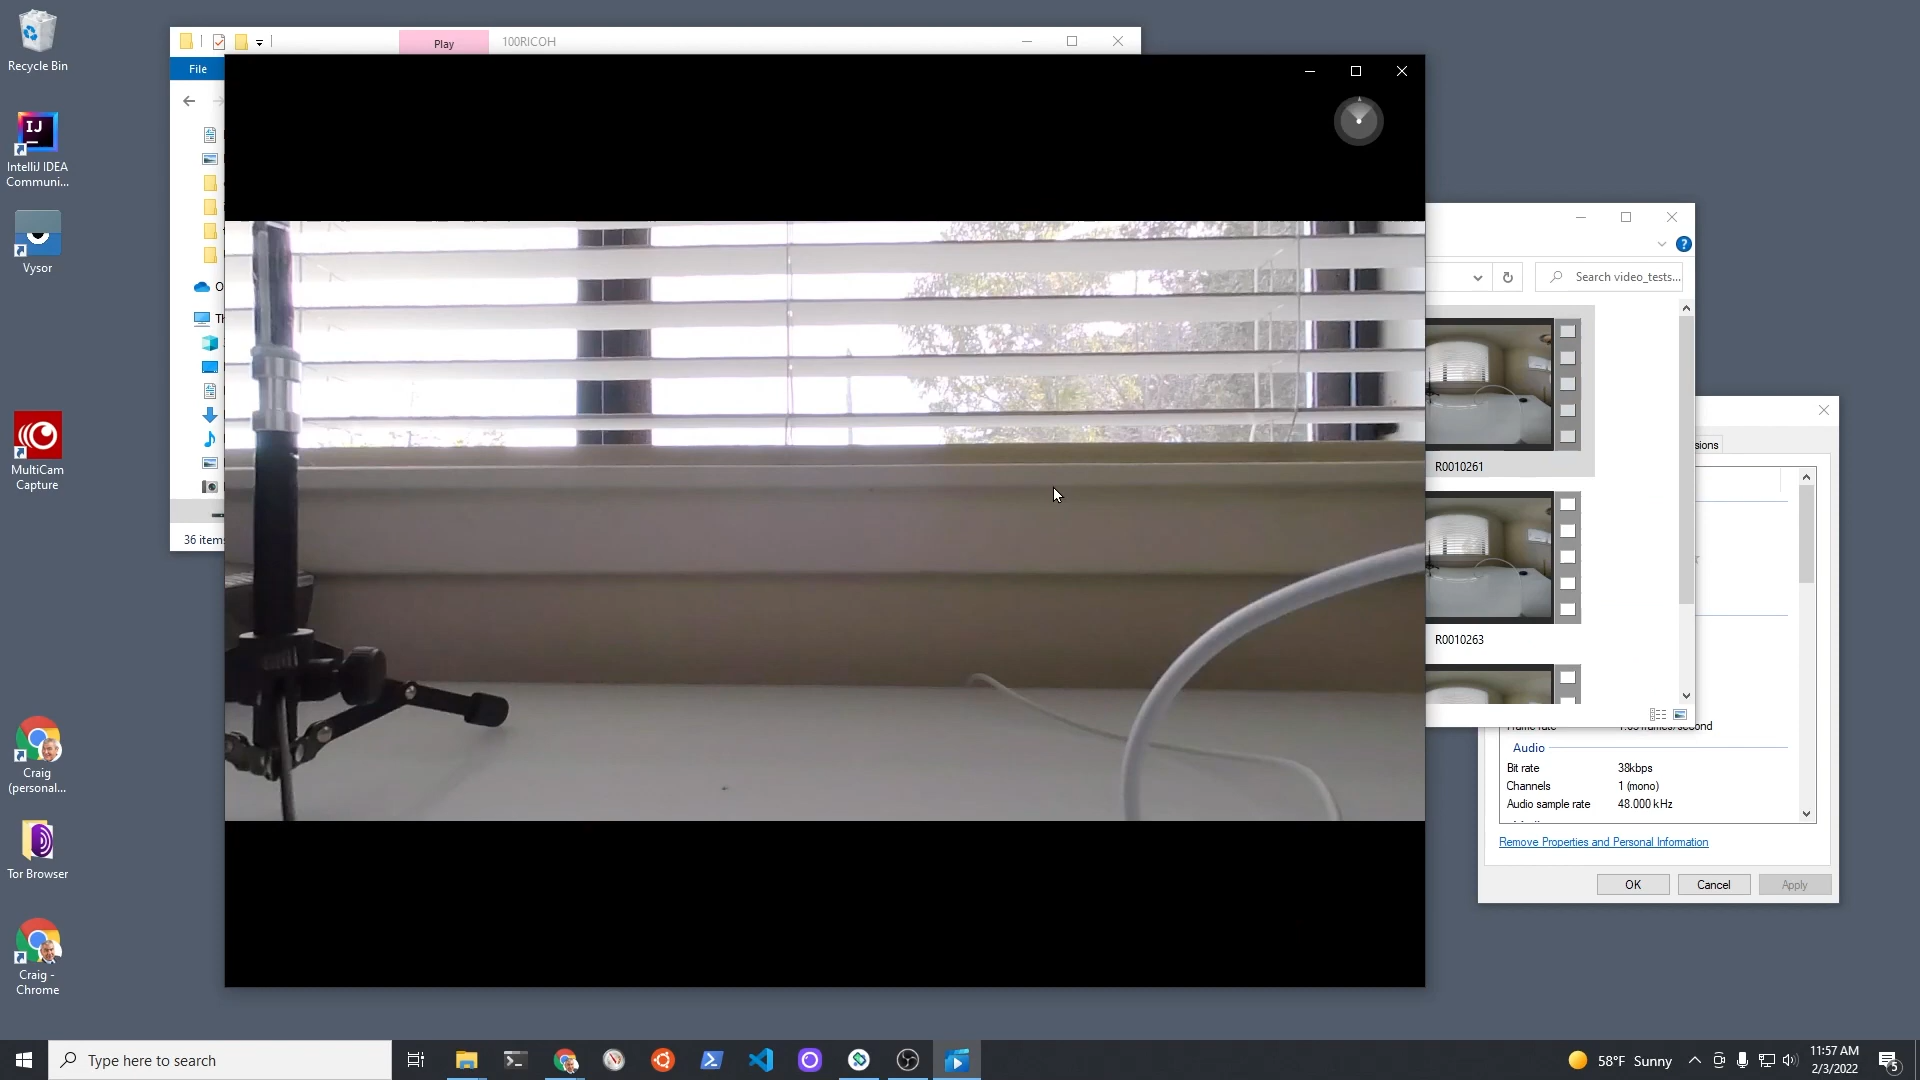 Recycle Bin
IntelliJ IDEA
Communi...
Vysor
MultiCam
Capture
Craig
(personal...
Tor Browser
Craig -
Chrome
Play
100RICOH
File
36 items
Search video_tests...
R0010261
R0010263
Audio
Bit rate 38kbps
Channels 1 (mono)
Audio sample rate 48.000 kHz
Remove Properties and Personal Information
OK
Cancel
Apply
Type here to search
58°F Sunny
11:57 AM
2/3/2022
5